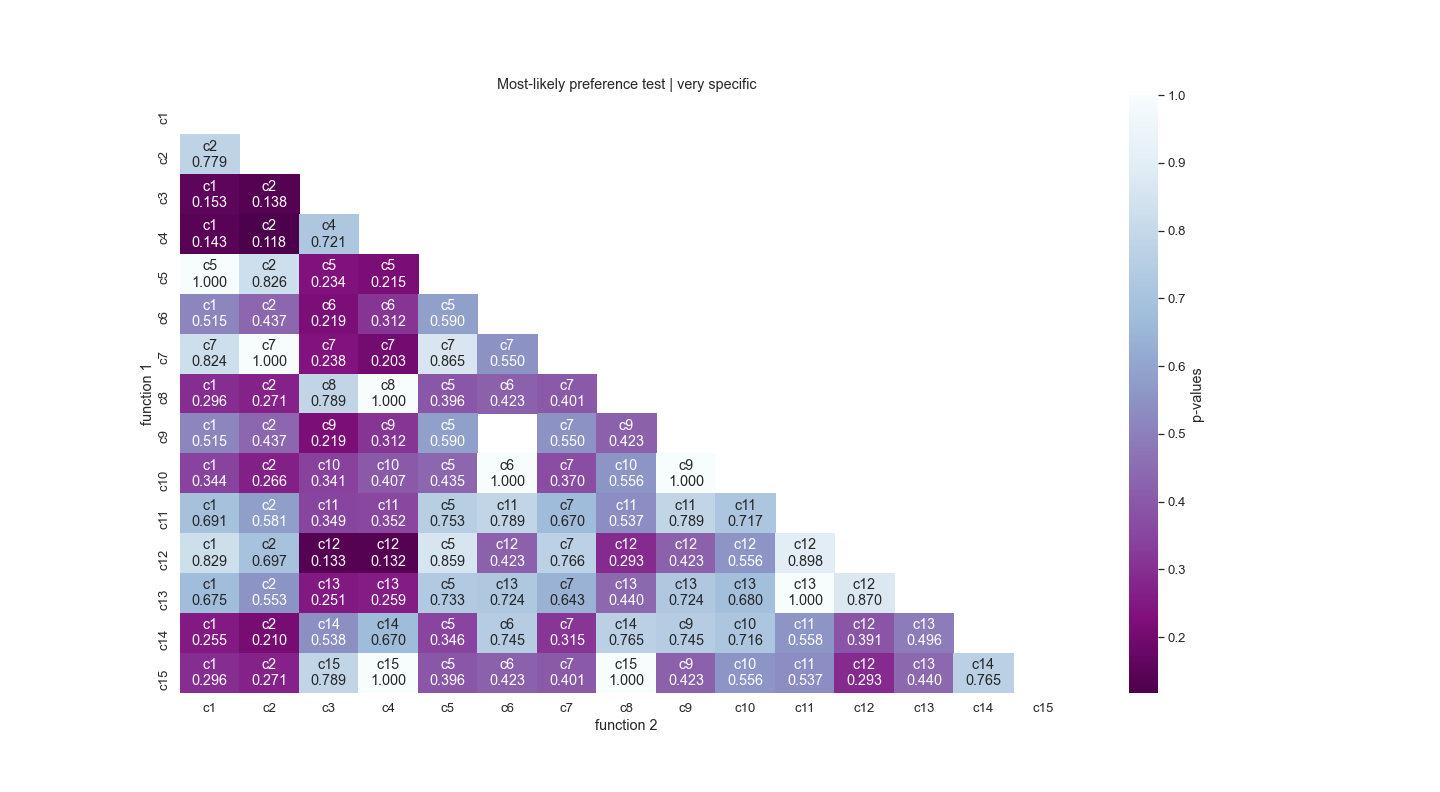 Most-likely preference test | very specific
c1
c2
c2
0.779
c3
c1 c2
0.153 0.138
c4
c1 c2 c4
0.143 0.118 0.721
c5
c5 c2 c5 c5
1.000 0.826 0.234 0.215
c6
c1 c2 c6 c6 c5
0.515 0.437 0.219 0.312 0.590
c7
c7 c7 c7 c7 c7 c7
0.824 1.000 0.238 0.203 0.865 0.550
c8
c1 c2 c8 c8 c5 c6 c7
0.296 0.271 0.789 1.000 0.396 0.423 0.401
c9
c1 c2 c9 c9 c5 c7 c9
0.515 0.437 0.219 0.312 0.590 0.550 0.423
c10
c1 c2 c10 c10 c5 c6 c7 c10 c9
0.344 0.266 0.341 0.407 0.435 1.000 0.370 0.556 1.000
c11
c1 c2 c11 c11 c5 c11 c7 c11 c11 c11
0.691 0.581 0.349 0.352 0.753 0.789 0.670 0.537 0.789 0.717
c12
c1 c2 c12 c12 c5 c12 c7 c12 c12 c12 c12
0.829 0.697 0.133 0.132 0.859 0.423 0.766 0.293 0.423 0.556 0.898
c13
c1 c2 c13 c13 c5 c13 c7 c13 c13 c13 c13 c12
0.675 0.553 0.251 0.259 0.733 0.724 0.643 0.440 0.724 0.680 1.000 0.870
c14
c1 c2 c14 c14 c5 c6 c7 c14 c9 c10 c11 c12 c13
0.255 0.210 0.538 0.670 0.346 0.745 0.315 0.765 0.745 0.716 0.558 0.391 0.496
c15
c1 c2 c15 c15 c5 c6 c7 c15 c9 c10 c11 c12 c13 c14
0.296 0.271 0.789 1.000 0.396 0.423 0.401 1.000 0.423 0.556 0.537 0.293 0.440 0.765
c1 c2 c3 c4 c5 c6 c7 c8 c9 c10 c11 c12 c13 c14 c15
function 2
function 1
1.0
0.9
0.8
0.7
0.6
0.5
0.4
0.3
0.2
p-values